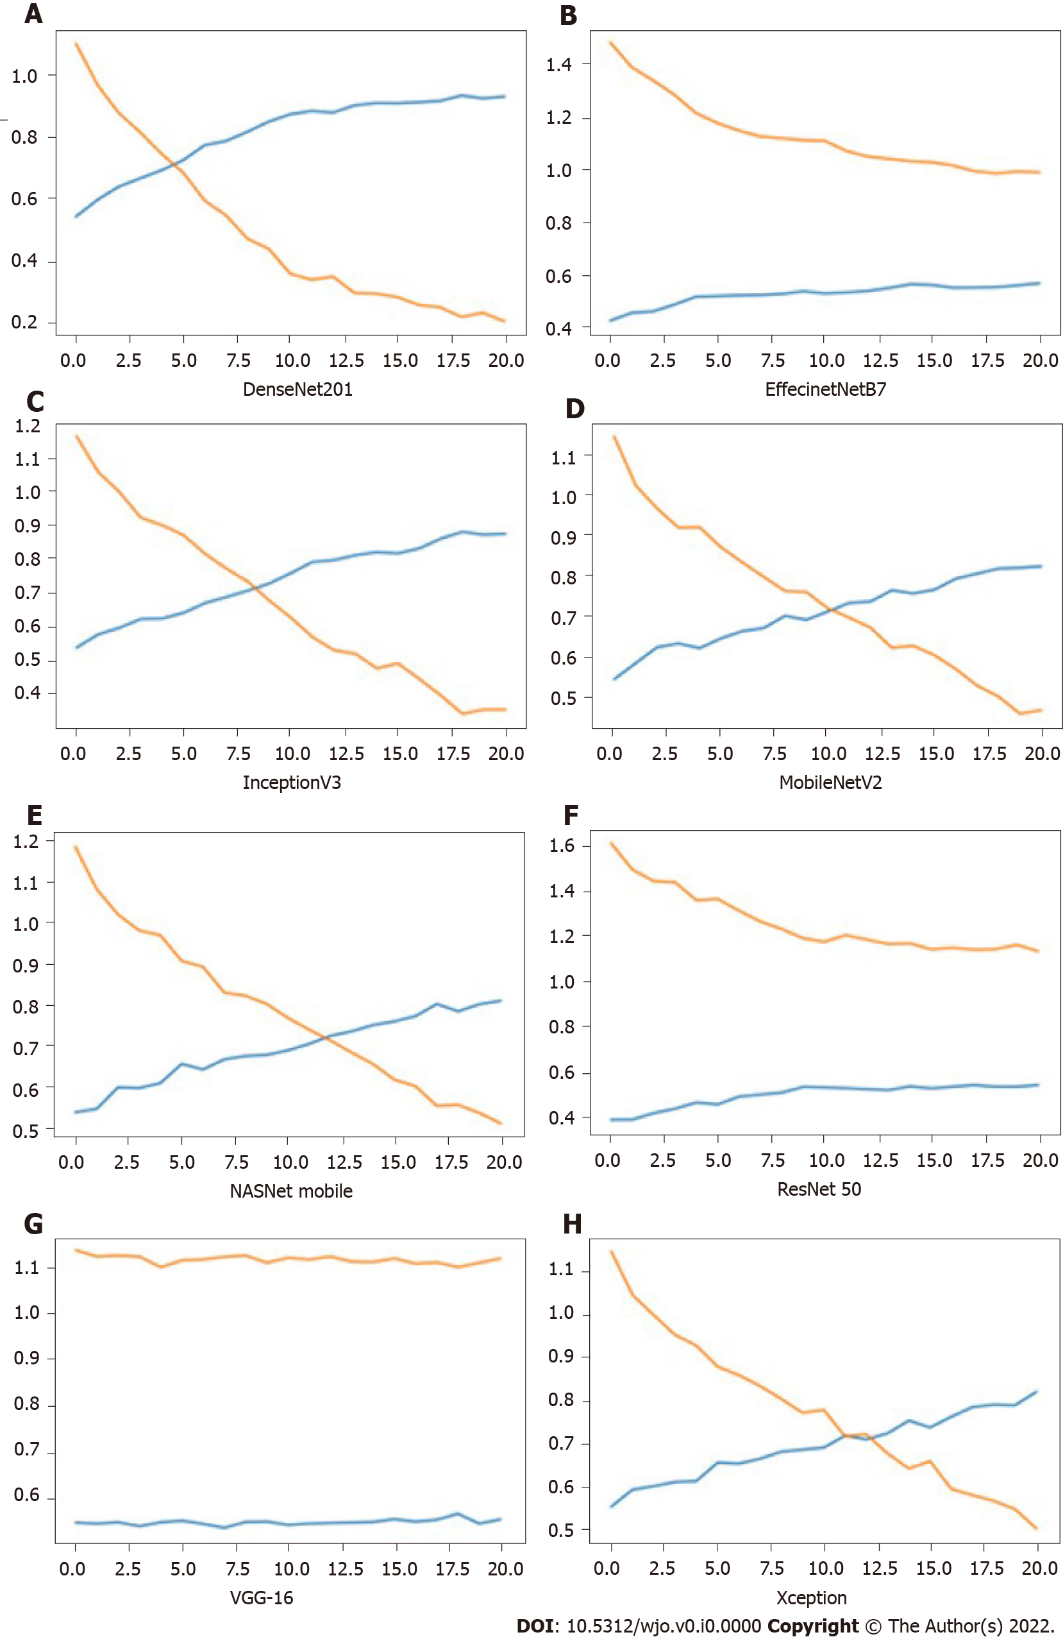 A
1.0
0.8
0.6
0.4
0.2
0.0 2.5 5.0 7.5 10.0 12.5 15.0 17.5 20.0
DenseNet201
B
1.4
1.2
1.0
0.8
0.6
0.4
0.0 2.5 5.0 7.5 10.0 12.5 15.0 17.5 20.0
EffecinetNetB7
C
1.2
1.1
1.0
0.9
0.8
0.7
0.6
0.5
0.4
0.0 2.5 5.0 7.5 10.0 12.5 15.0 17.5 20.0
InceptionV3
D
1.1
1.0
0.9
0.8
0.7
0.6
0.5
0.0 2.5 5.0 7.5 10.0 12.5 15.0 17.5 20.0
MobileNetV2
E
1.2
1.1
1.0
0.9
0.8
0.7
0.6
0.5
0.0 2.5 5.0 7.5 10.0 12.5 15.0 17.5 20.0
NASNet mobile
F
1.6
1.4
1.2
1.0
0.8
0.6
0.4
0.0 2.5 5.0 7.5 10.0 12.5 15.0 17.5 20.0
ResNet 50
G
1.1
1.0
0.9
0.8
0.7
0.6
0.0 2.5 5.0 7.5 10.0 12.5 15.0 17.5 20.0
VGG-16
H
1.1
1.0
0.9
0.8
0.7
0.6
0.5
0.0 2.5 5.0 7.5 10.0 12.5 15.0 17.5 20.0
Xception
DOI: 10.5312/wjo.v0.i0.0000 Copyright © The Author(s) 2022.